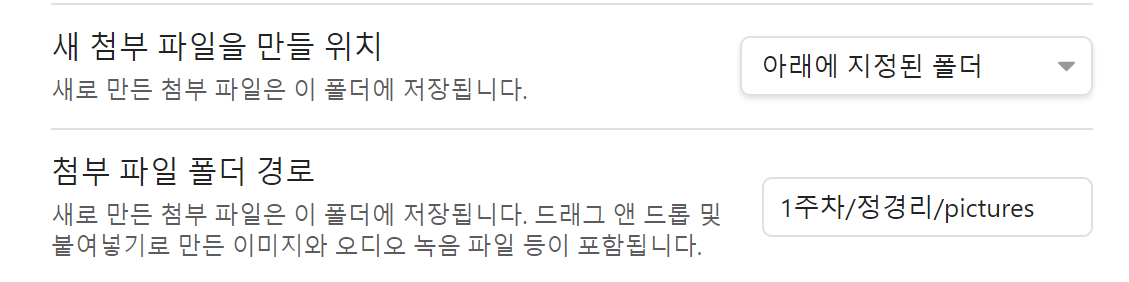 새 첨부 파일을 만들 위치
새로 만든 첨부 파일은 이 폴더에 저장됩니다.
아래에 지정된 폴더
첨부 파일 폴더 경로
새로 만든 첨부 파일은 이 폴더에 저장됩니다. 드래그 앤 드롭 및
붙여넣기로 만든 이미지와 오디오 녹음 파일 등이 포함됩니다.
1주차/정경리/pictures